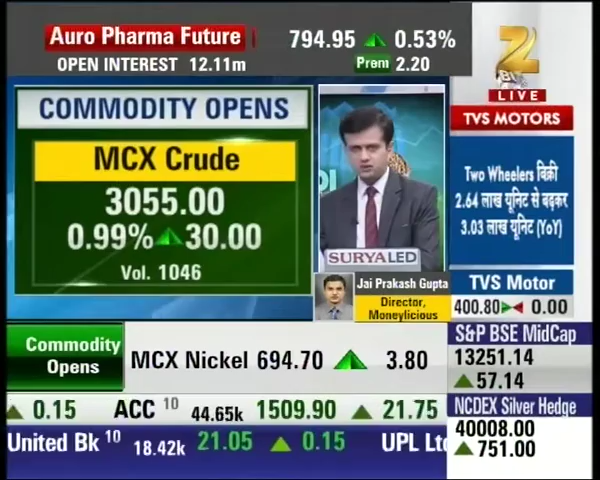 Auro Pharma Future 794.95 0.53%
OPEN INTEREST 12.11m Prem 2.20
LIVE
COMMODITY OPENS
MCX Crude
3055.00
0.99% 30.00
Vol. 1046
SURYA LED
Jai Prakash Gupta
Director,
Moneylicious
TVS MOTORS
Two Wheelers बिक्री
2.64 लाख यूनिट से बढ़कर
3.03 लाख यूनिट (YoY)
TVS Motor
400.80 0.00
S&P BSE MidCap
13251.14
57.14
NCDEX Silver Hedge
40008.00
751.00
Commodity
Opens
MCX Nickel 694.70 3.80
0.15 ACC 10 44.65k 1509.90 21.75
United Bk 10 18.42k 21.05 0.15 UPL Ltd